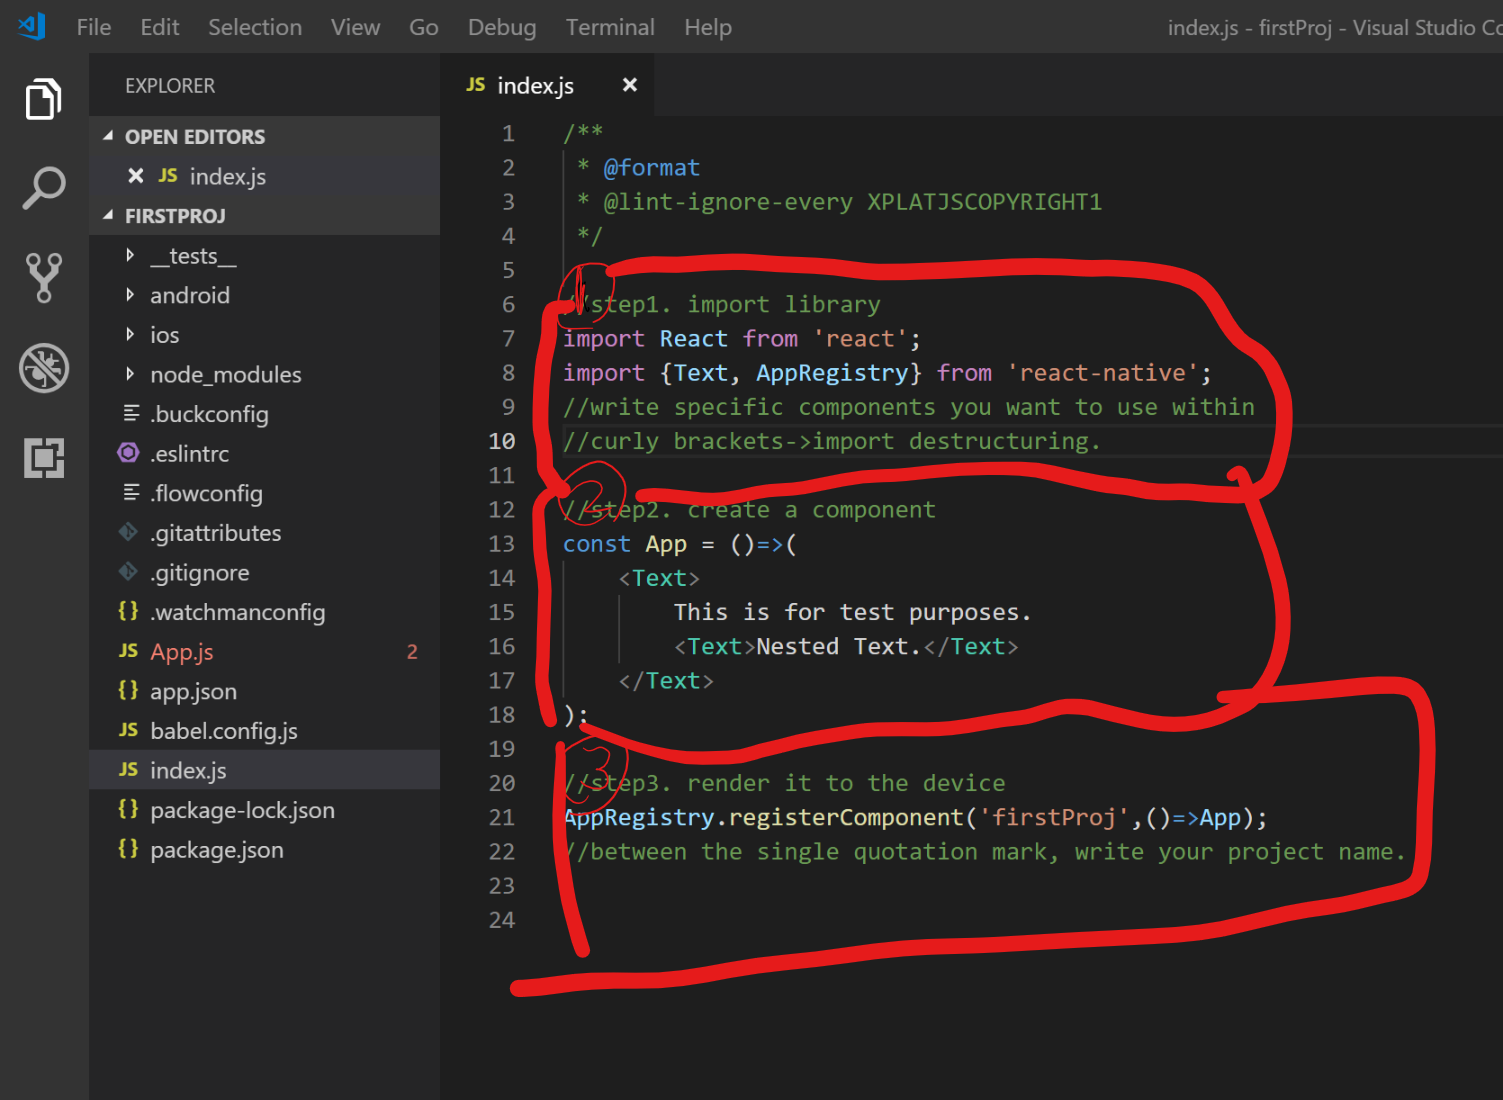 File Edit Selection View Go Debug Terminal Help index.js - firstProj - Visual Studio Co
EXPLORER
OPEN EDITORS
JS index.js
FIRSTPROJ
__tests__
android
ios
node_modules
.buckconfig
.eslintrc
.flowconfig
.gitattributes
.gitignore
{} .watchmanconfig
JS App.js 2
{} app.json
JS babel.config.js
JS index.js
{} package-lock.json
{} package.json
JS index.js
1 /**
2 * @format
3 * @lint-ignore-every XPLATJSCOPYRIGHT1
4 */
5
6 //step1. import library
7 import React from 'react';
8 import {Text, AppRegistry} from 'react-native';
9 //write specific components you want to use within
10 //curly brackets->import destructuring.
11
12 //step2. create a component
13 const App = ()=>(
14 <Text>
15 This is for test purposes.
16 <Text>Nested Text.</Text>
17 </Text>
18 );
19
20 //step3. render it to the device
21 AppRegistry.registerComponent('firstProj',()=>App);
22 //between the single quotation mark, write your project name.
23
24
1
2
3